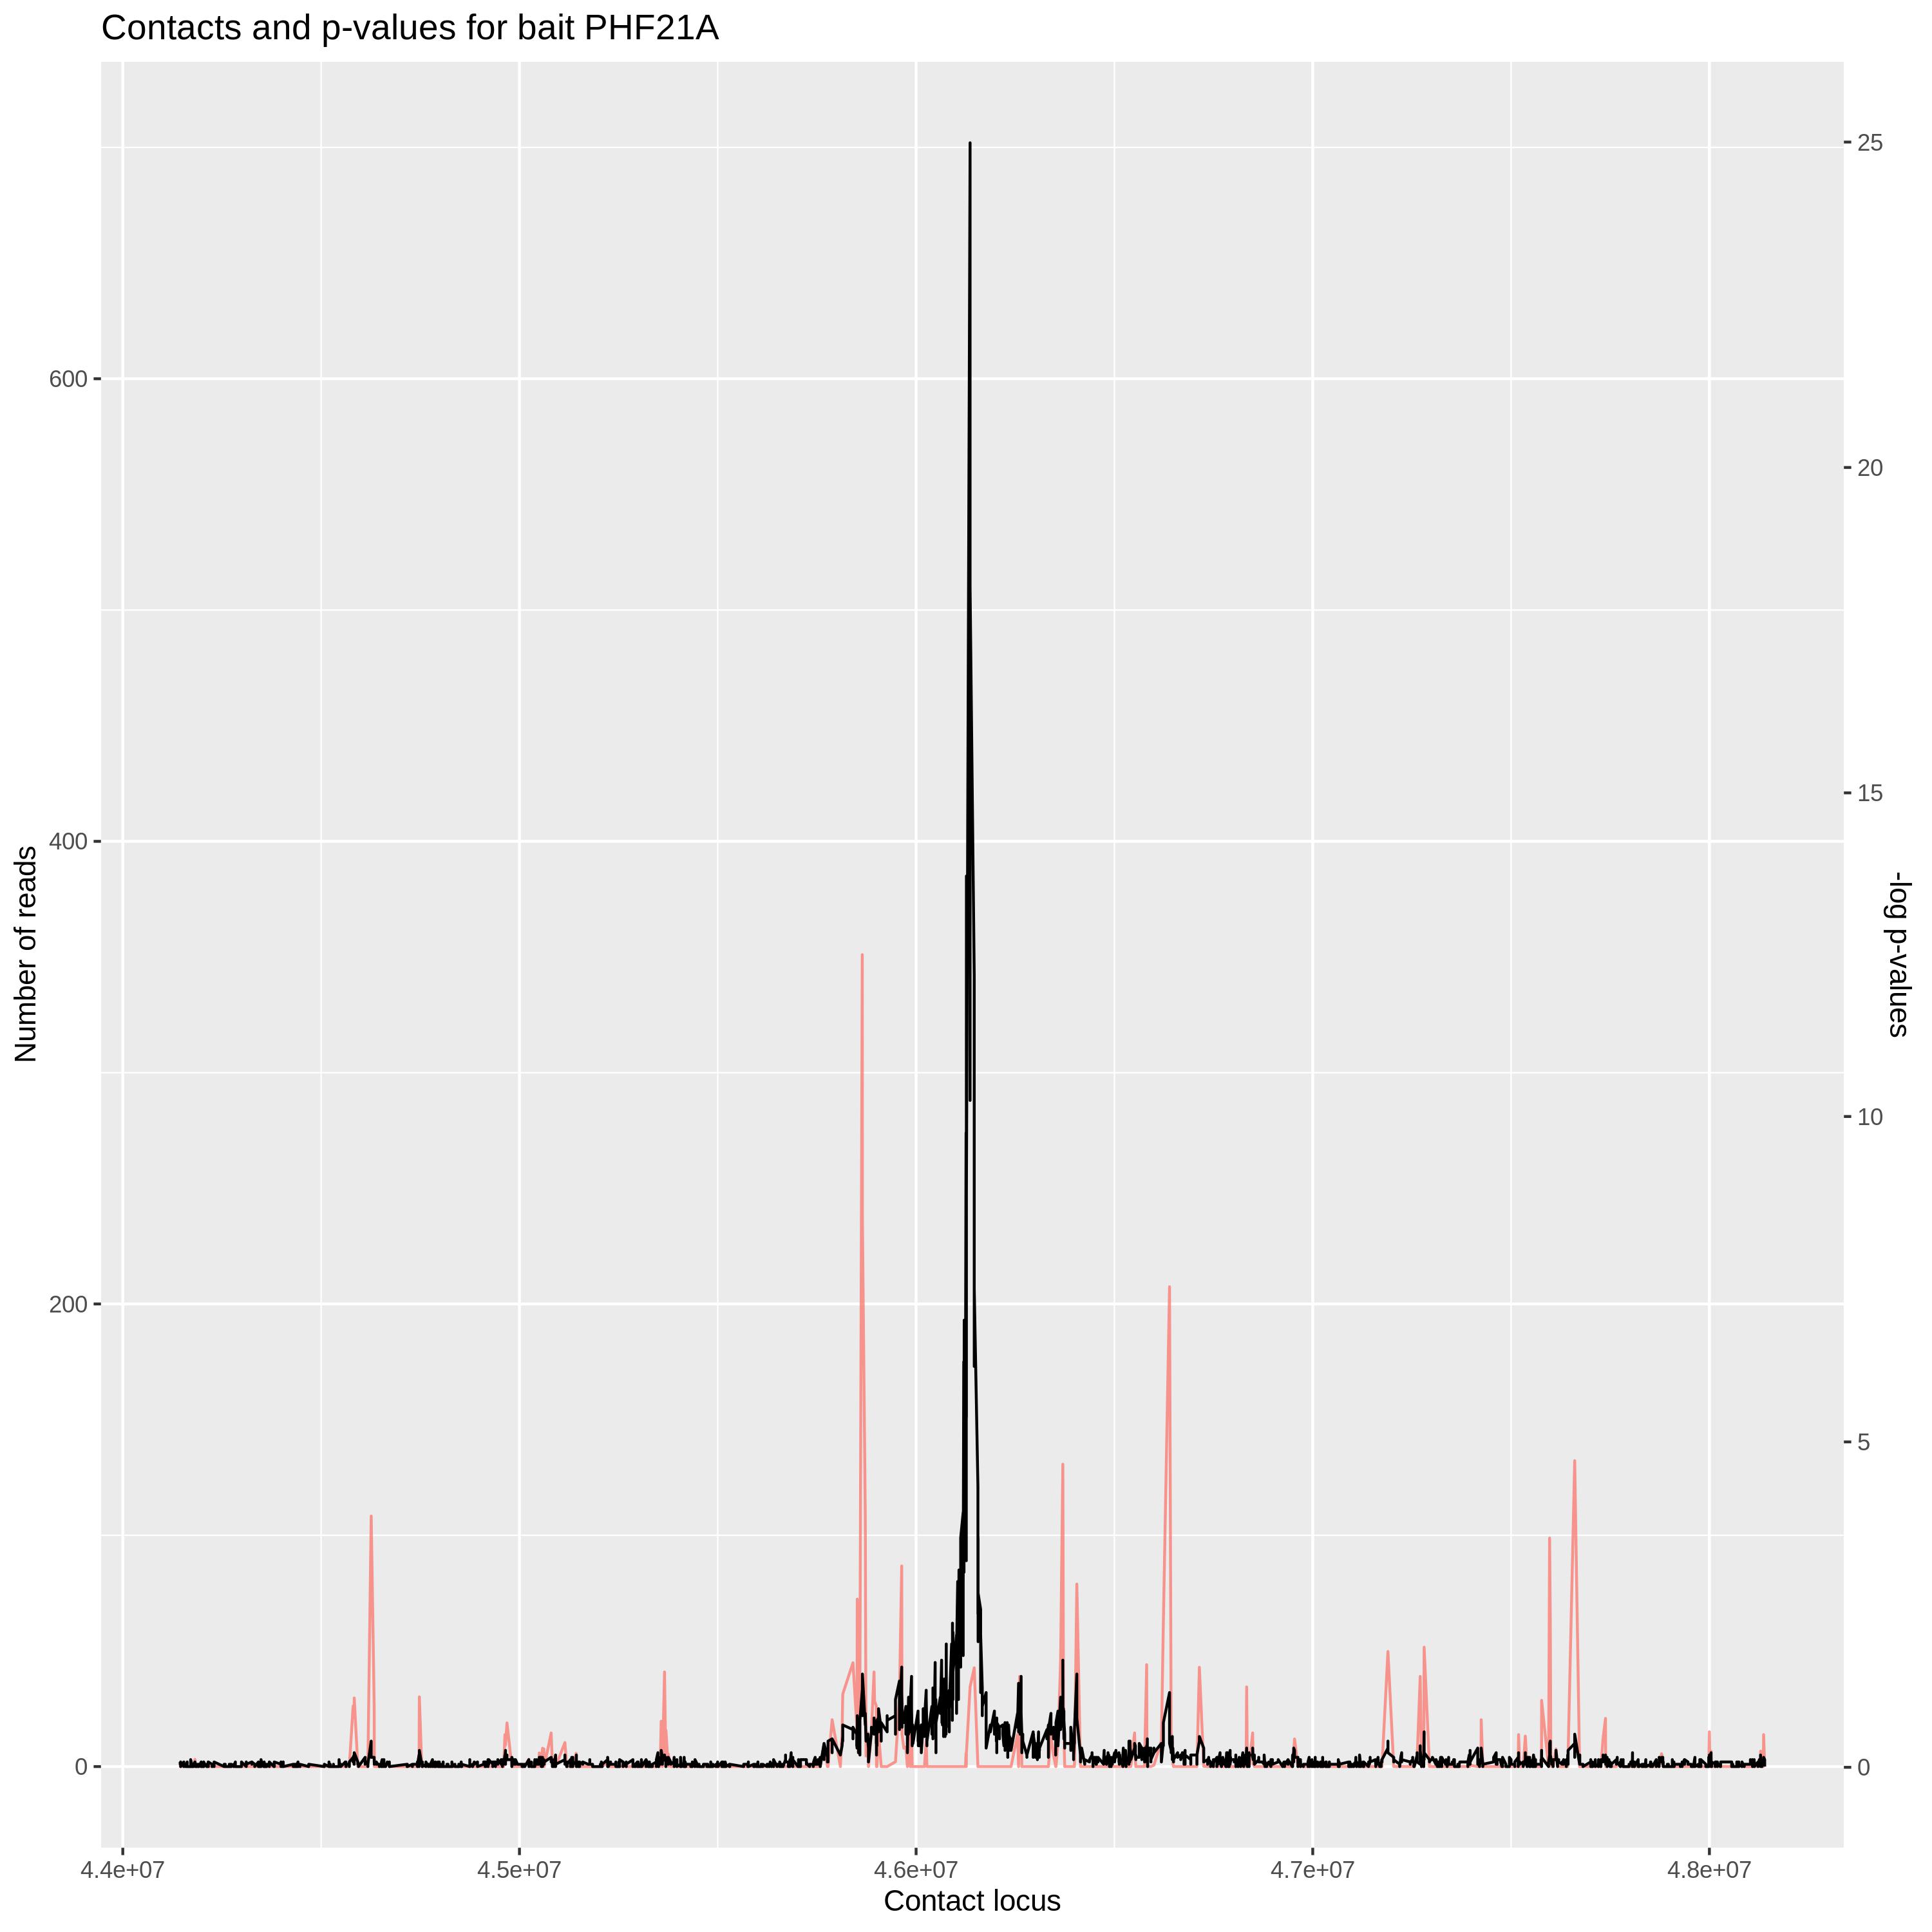 Contacts and p-values for bait PHF21A
25
20
600
15
400
Number of reads
-log p-values
10
200
5
0
0
4.4e+07
4.5e+07
4.6e+07
4.7e+07
4.8e+07
Contact locus